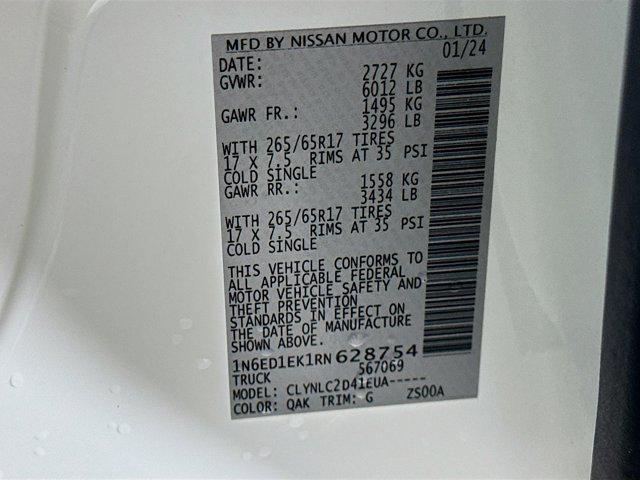 MFD BY NISSAN MOTOR CO., LTD.
DATE: 01/24
GVWR: 2727 KG
6012 LB
GAWR FR.: 1495 KG
3296 LB
WITH 265/65R17 TIRES
17 X 7.5 RIMS AT 35 PSI
COLD SINGLE
GAWR RR.: 1558 KG
3434 LB
WITH 265/65R17 TIRES
17 X 7.5 RIMS AT 35 PSI
COLD SINGLE
THIS VEHICLE CONFORMS TO
ALL APPLICABLE FEDERAL
MOTOR VEHICLE SAFETY AND
THEFT PREVENTION
STANDARDS IN EFFECT ON
THE DATE OF MANUFACTURE
SHOWN ABOVE.
1N6ED1EK1RN628754
TRUCK 567069
MODEL: CLYNLC2D41EUA-----
COLOR: QAK TRIM: G ZS00A